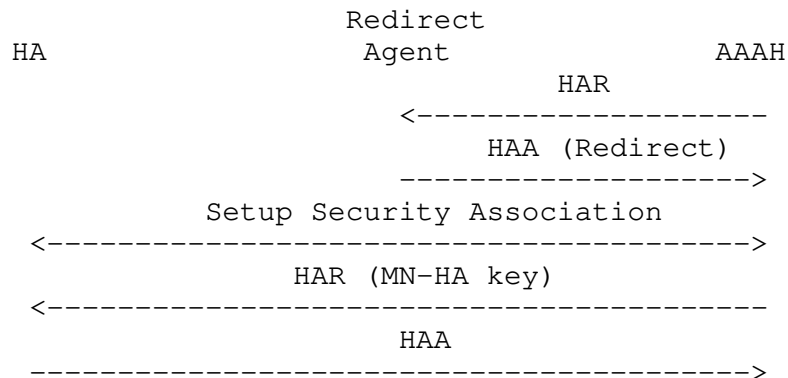 Redirect
HA Agent AAAH
HAR
<--------------------
HAA (Redirect)
-------------------->
Setup Security Association
<---------------------------------------->
HAR (MN-HA key)
<-----------------------------------------
HAA
----------------------------------------->